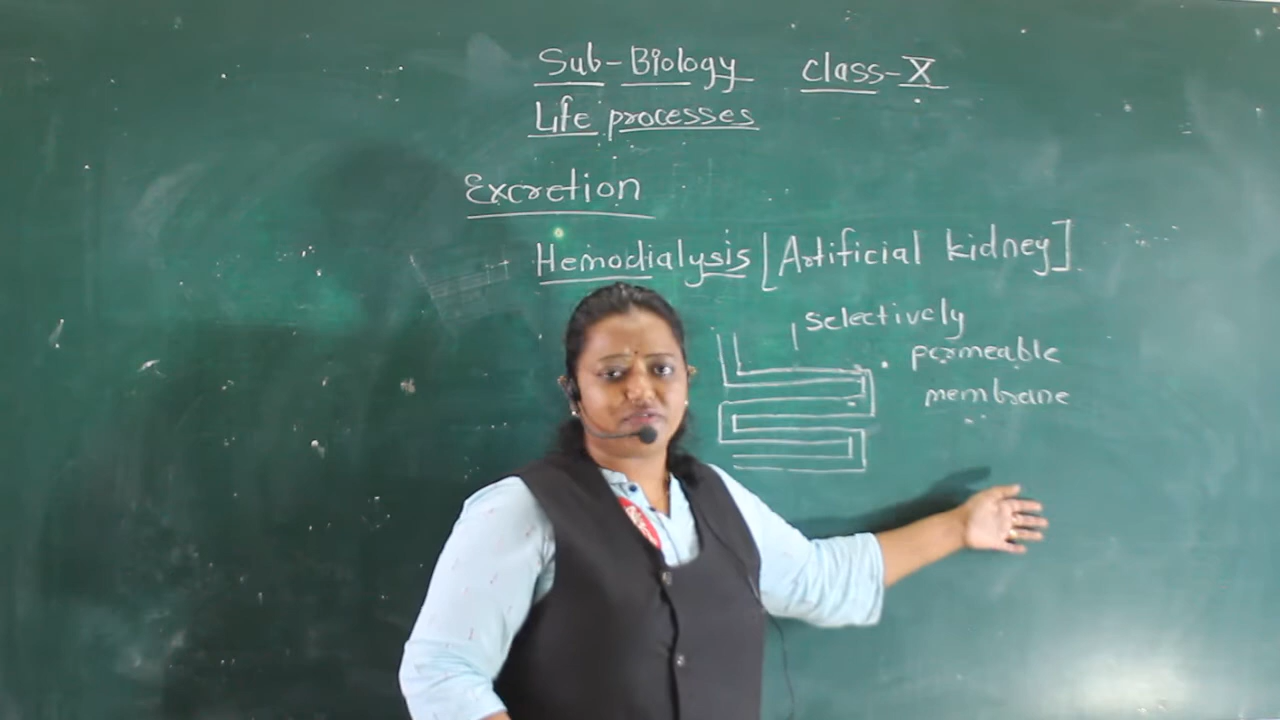 Sub-Biology class-X
Life processes
Excretion
Hemodialysis [Artificial kidney]
selectively
permeable
membrane